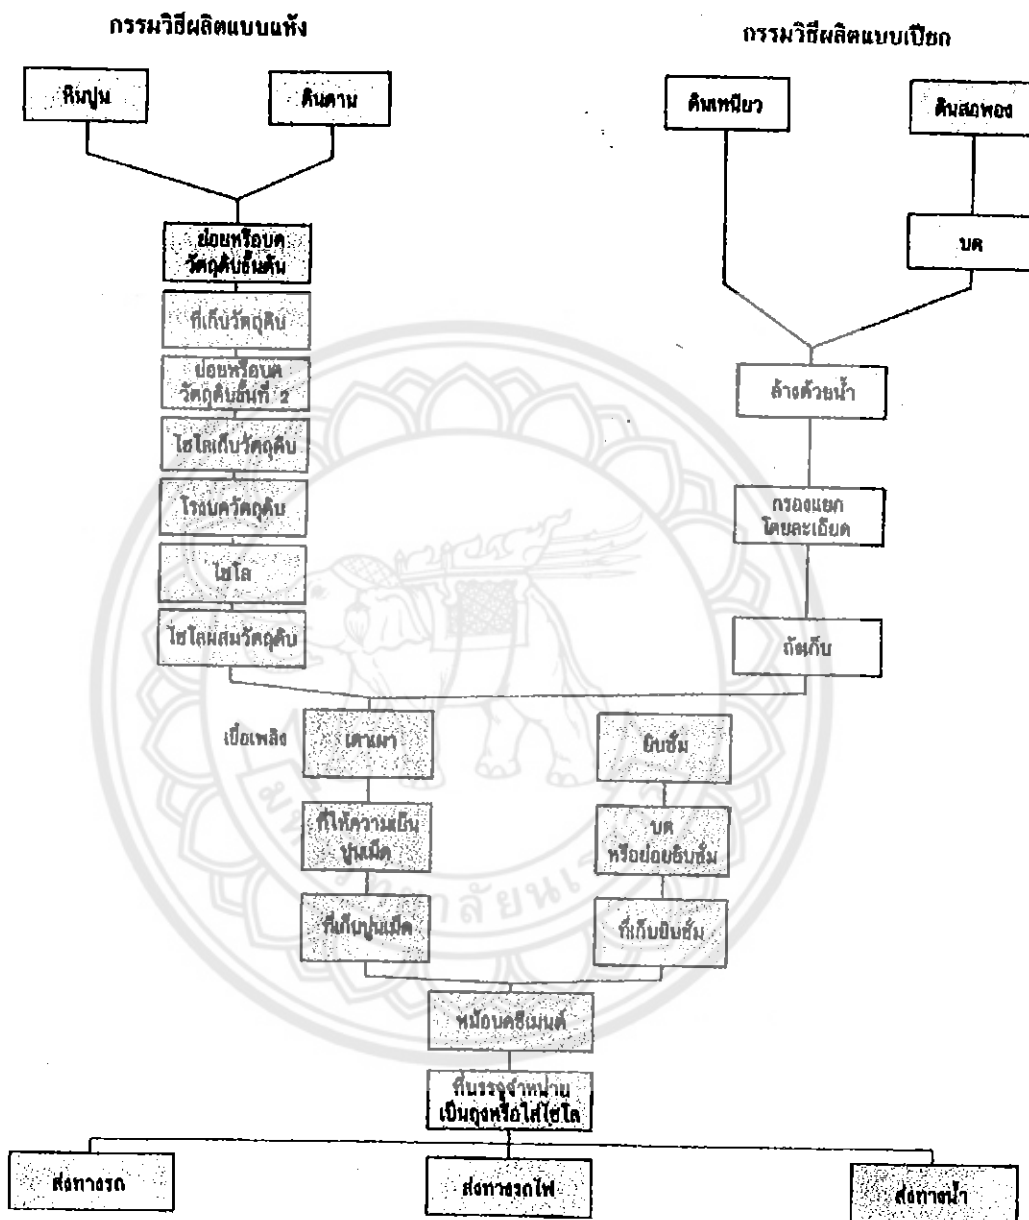 กรรมวิธีผลิตแบบแห้ง
กรรมวิธีผลิตแบบเปียก
หินปูน
ดินดาน
ดินเหนียว
ดินสอพอง
ย่อยหรือบด
วัตถุดิบขั้นต้น
บด
ที่เก็บวัตถุดิบ
ย่อยหรือบด
วัตถุดิบขั้นที่ 2
ล้างด้วยน้ำ
ไซโลเก็บวัตถุดิบ
โรงบดวัตถุดิบ
กรองแยก
โดยละเอียด
ไซโล
ไซโลผสมวัตถุดิบ
ถังเก็บ
เชื้อเพลิง
เตาเผา
ยิบซั่ม
ที่ให้ความเย็น
ปูนเม็ด
บด
หรือย่อยยิบซั่ม
ที่เก็บปูนเม็ด
ที่เก็บยิบซั่ม
หม้อบดซีเมนต์
ที่บรรจุจำหน่าย
เป็นถุงหรือใส่ไซโล
ส่งทางรถ
ส่งทางรถไฟ
ส่งทางน้ำ